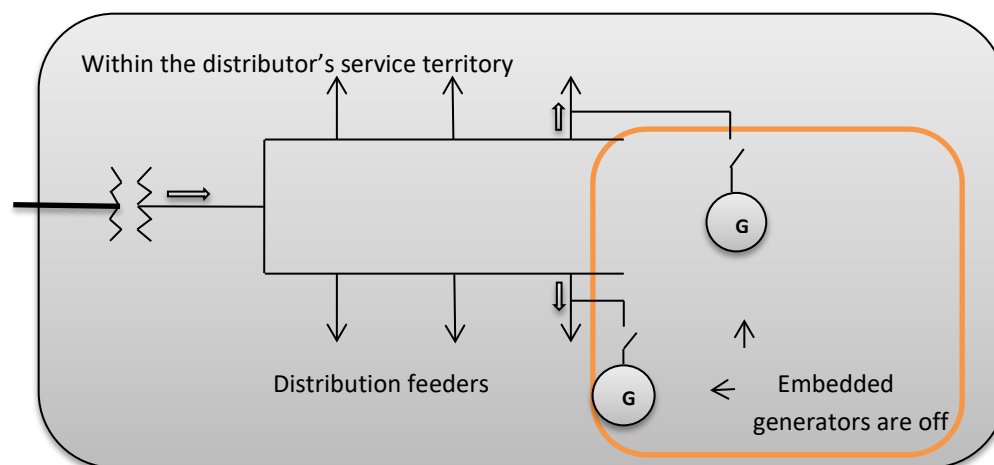 Within the distributor's service territory
G
Distribution feeders
G
Embedded
generators are off